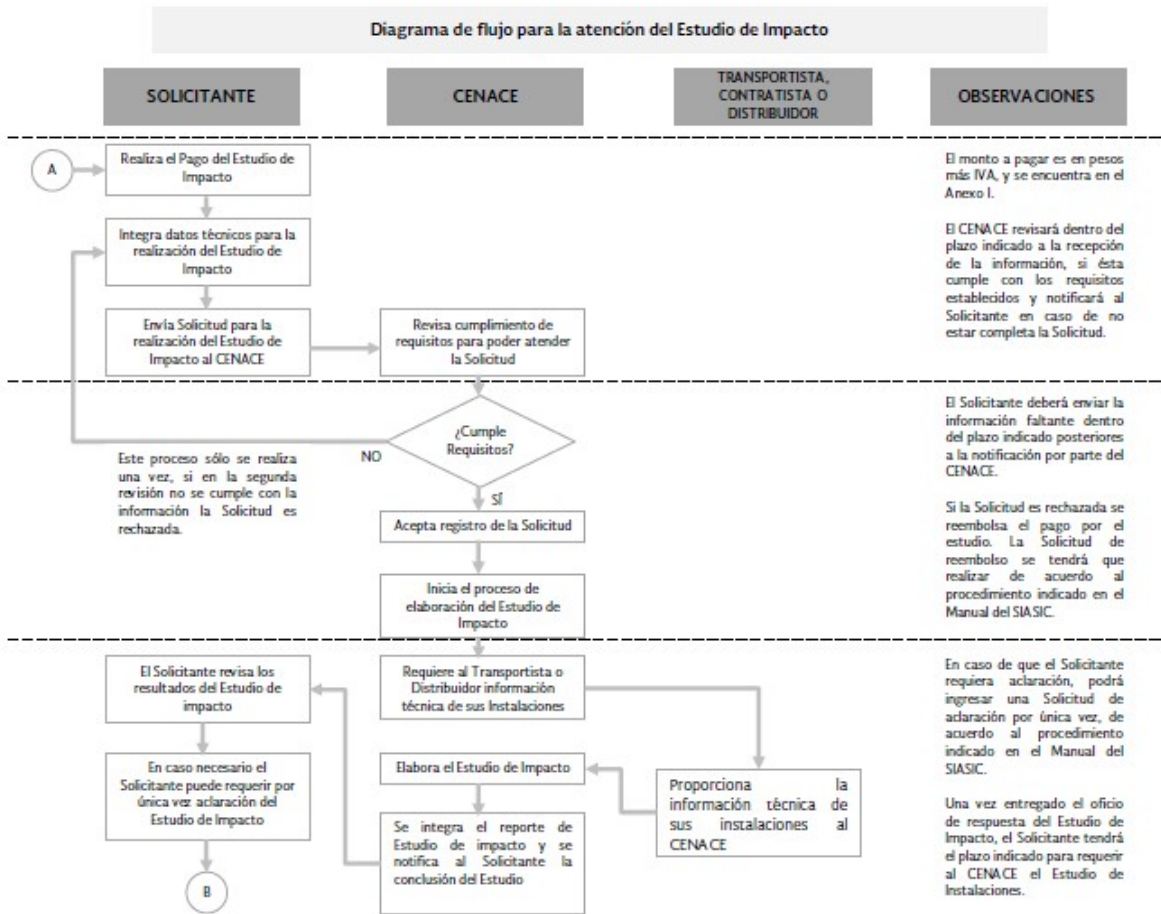 Diagrama de flujo para la atención del Estudio de Impacto
SOLICITANTE
CENACE
TRANSPORTISTA,
CONTRATISTA O
DISTRIBUIDOR
OBSERVACIONES
A
Realiza el Pago del Estudio de
Impacto
El monto a pagar es en pesos
más IVA, y se encuentra en el
Anexo I.
Integra datos técnicos para la
realización del Estudio de
Impacto
El CENACE revisará dentro del
plazo indicado a la recepción
de la información, si ésta
cumple con los requisitos
establecidos y notificará al
Solicitante en caso de no
estar completa la Solicitud.
Envía Solicitud para la
realización del Estudio de
Impacto al CENACE
Revisa cumplimiento de
requisitos para poder atender
la Solicitud
¿Cumple
Requisitos?
NO
SÍ
Este proceso sólo se realiza
una vez, si en la segunda
revisión no se cumple con la
información la Solicitud es
rechazada.
El Solicitante deberá enviar la
información faltante dentro
del plazo indicado posteriores
a la notificación por parte del
CENACE.
Acepta registro de la Solicitud
Si la Solicitud es rechazada se
reembolsa el pago por el
estudio. La Solicitud de
reembolso se tendrá que
realizar de acuerdo al
procedimiento indicado en el
Manual del SIASIC.
Inicia el proceso de
elaboración del Estudio de
Impacto
El Solicitante revisa los
resultados del Estudio de
impacto
Requiere al Transportista o
Distribuidor información
técnica de sus Instalaciones
En caso de que el Solicitante
requiera aclaración, podrá
ingresar una Solicitud de
aclaración por única vez, de
acuerdo al procedimiento
indicado en el Manual del
SIASIC.
En caso necesario el
Solicitante puede requerir por
única vez aclaración del
Estudio de Impacto
Elabora el Estudio de Impacto
Proporciona la
información técnica de
sus instalaciones al
CENACE
Se integra el reporte de
Estudio de impacto y se
notifica al Solicitante la
conclusión del Estudio
Una vez entregado el oficio
de respuesta del Estudio de
Impacto, el Solicitante tendrá
el plazo indicado para requerir
al CENACE el Estudio de
Instalaciones.
B